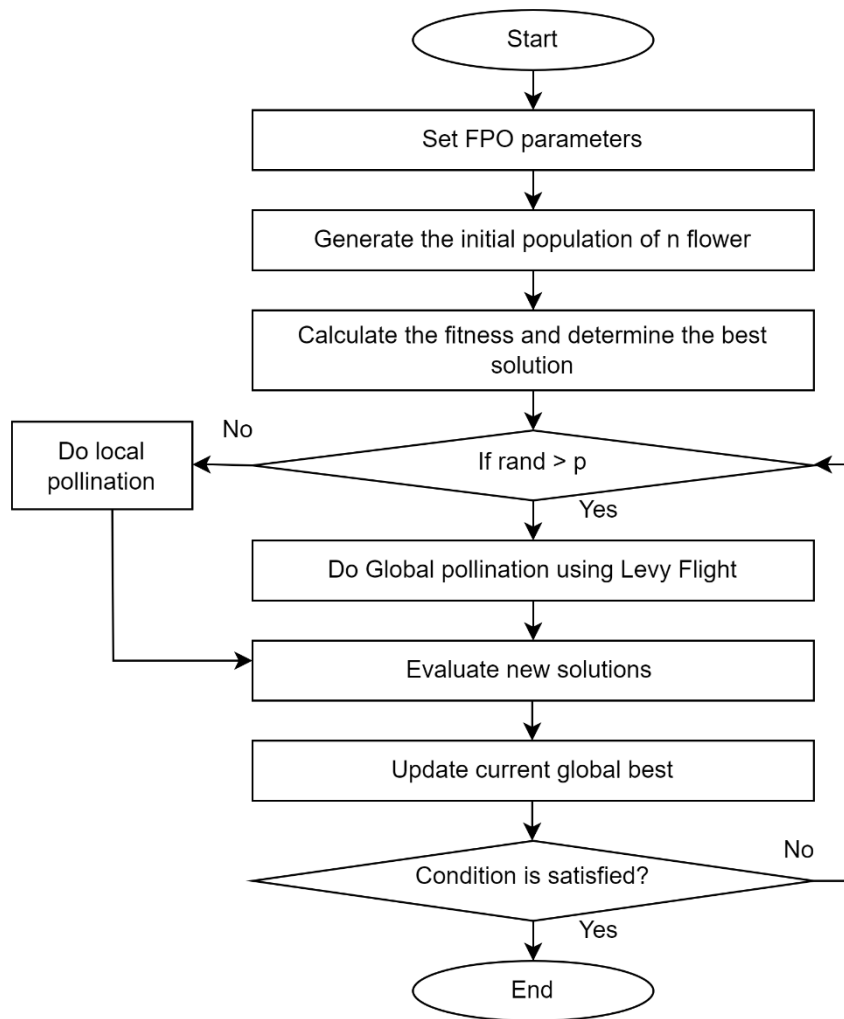 Start
Set FPO parameters
Generate the initial population of n flower
Calculate the fitness and determine the best
solution
No
Do local
pollination
If rand > p
Yes
Do Global pollination using Levy Flight
Evaluate new solutions
Update current global best
No
Condition is satisfied?
Yes
End